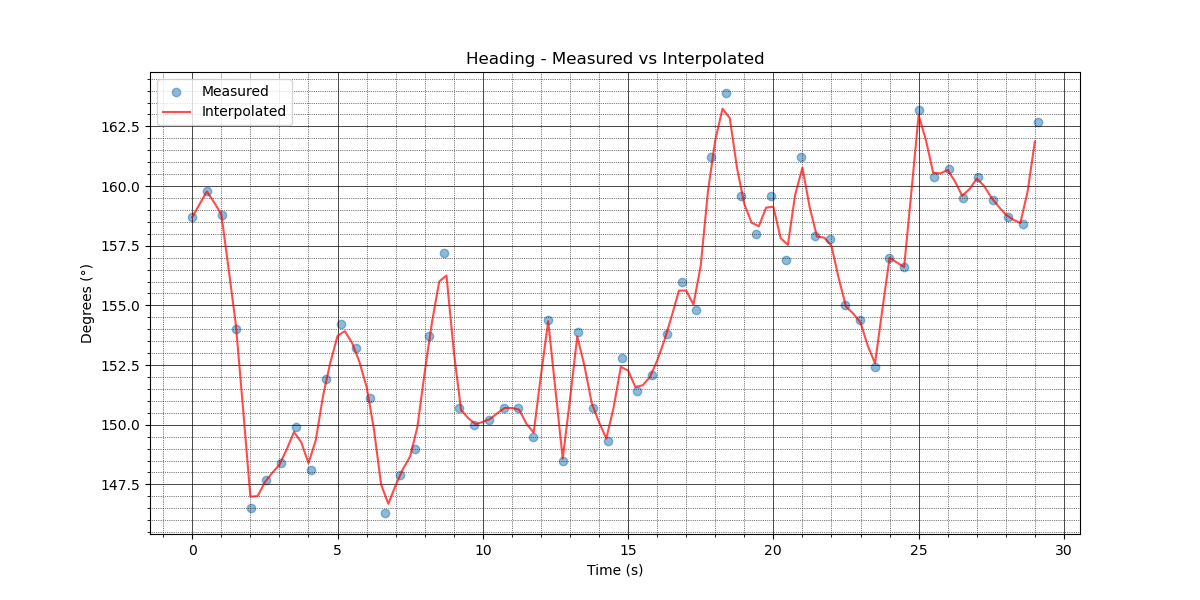 Heading - Measured vs Interpolated
Measured
Interpolated
162.5
160.0
157.5
155.0
152.5
150.0
147.5
Degrees (°)
0 5 10 15 20 25 30
Time (s)